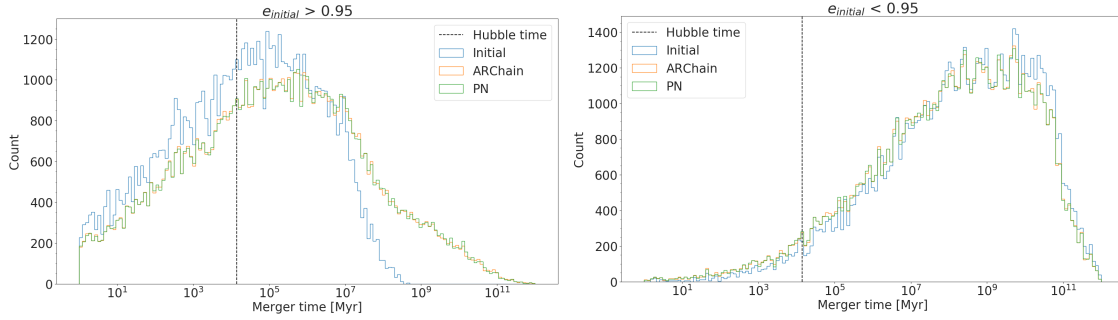 e_initial > 0.95
1200
1000
800
600
400
200
0
Count
Hubble time
Initial
ARChain
PN
10^1 10^3 10^5 10^7 10^9 10^11
Merger time [Myr]
e_initial < 0.95
1400
1200
1000
800
600
400
200
0
Count
Hubble time
Initial
ARChain
PN
10^1 10^3 10^5 10^7 10^9 10^11
Merger time [Myr]